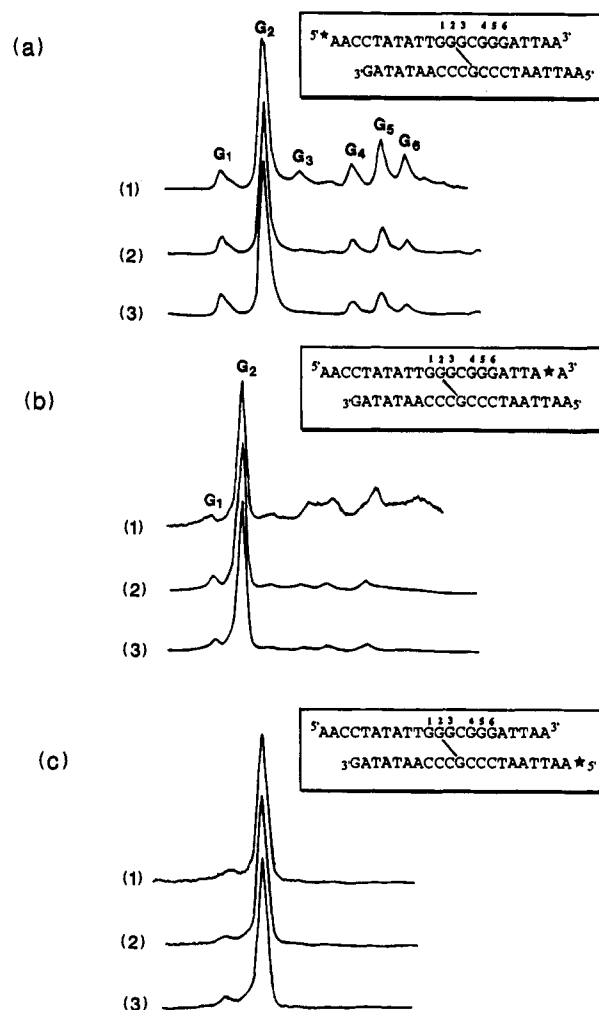 (a)
1 2 3 4 5 6
5'★AACCTATATTGGGCGGGATTAA3'
3'GATATAACCCGCCCTAATTAA5'
G2
G1 G3 G4 G5 G6
(1)
(2)
(3)
(b)
1 2 3 4 5 6
5'AACCTATATTGGGCGGGATTA★A3'
3'GATATAACCCGCCCTAATTAA5'
G2
G1
(1)
(2)
(3)
(c)
1 2 3 4 5 6
5'AACCTATATTGGGCGGGATTAA3'
3'GATATAACCCGCCCTAATTAA★5'
(1)
(2)
(3)